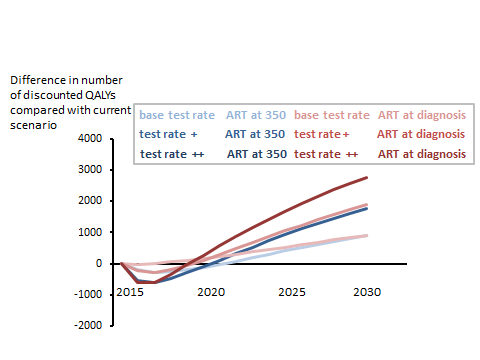 Difference in number
of discounted QALYs
compared with current
scenario
base test rate ART at 350 base test rate ART at diagnosis
test rate + ART at 350 test rate + ART at diagnosis
test rate ++ ART at 350 test rate ++ ART at diagnosis
4000
3000
2000
1000
0
-1000
-2000
2015 2020 2025 2030